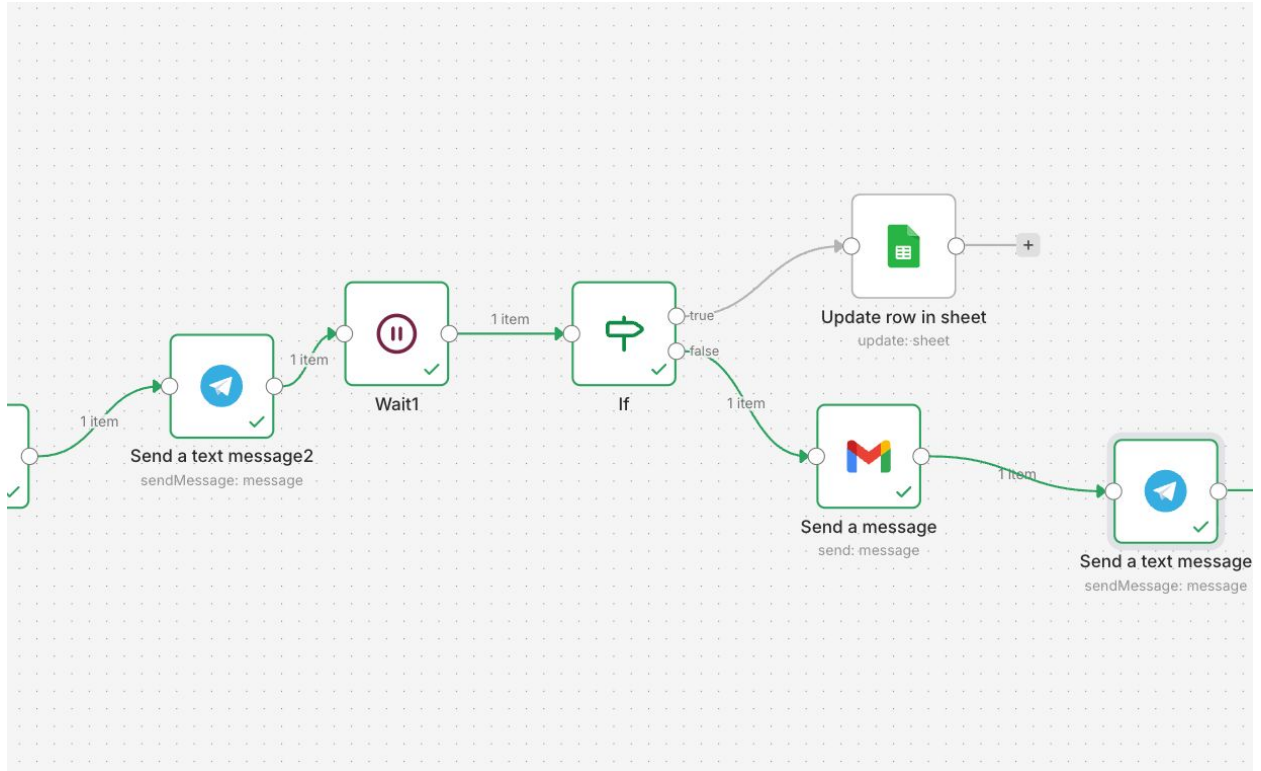 1 item
Send a text message2
sendMessage: message
1 item
Wait1
1 item
If
true
false
Update row in sheet
update: sheet
+
1 item
Send a message
send: message
1 item
Send a text message
sendMessage: message